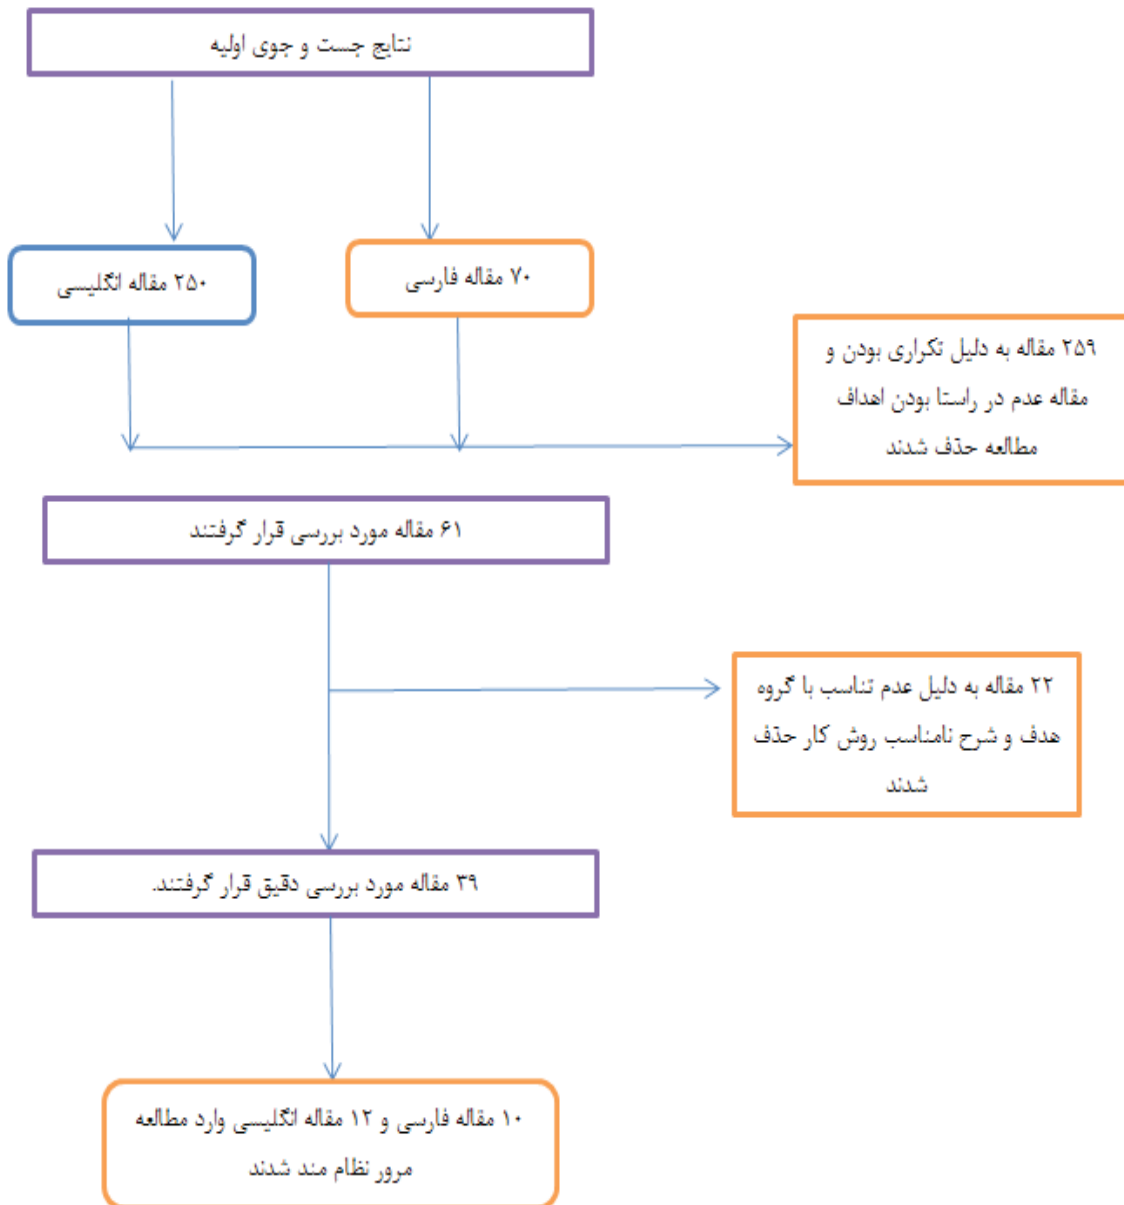 نتایج جست و جوی اولیه
۷۰ مقاله فارسی
۲۵۰ مقاله انگلیسی
۲۵۹ مقاله به دلیل تکراری بودن و
مقاله عدم در راستا بودن اهداف
مطالعه حذف شدند
۶۱ مقاله مورد بررسی قرار گرفتند
۲۲ مقاله به دلیل عدم تناسب با گروه
هدف و شرح نامناسب روش کار حذف
شدند
۳۹ مقاله مورد بررسی دقیق قرار گرفتند.
۱۰ مقاله فارسی و ۱۲ مقاله انگلیسی وارد مطالعه
مرور نظام مند شدند